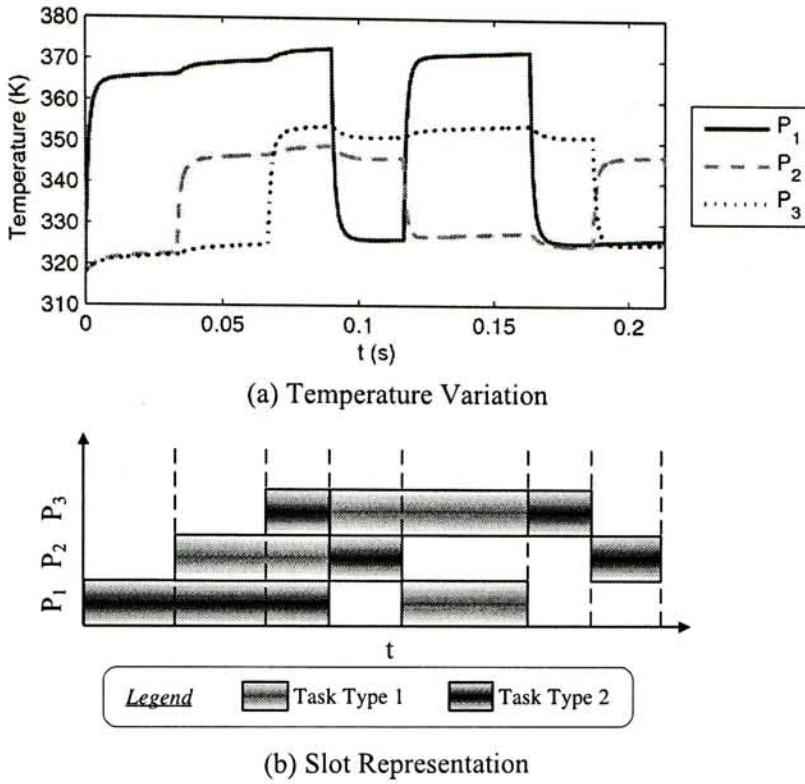 380
370
360
350
340
330
320
310
Temperature (K)
0
0.05
0.1
0.15
0.2
t (s)
P1
P2
P3
(a) Temperature Variation
P3
P2
P1
t
Legend
Task Type 1
Task Type 2
(b) Slot Representation